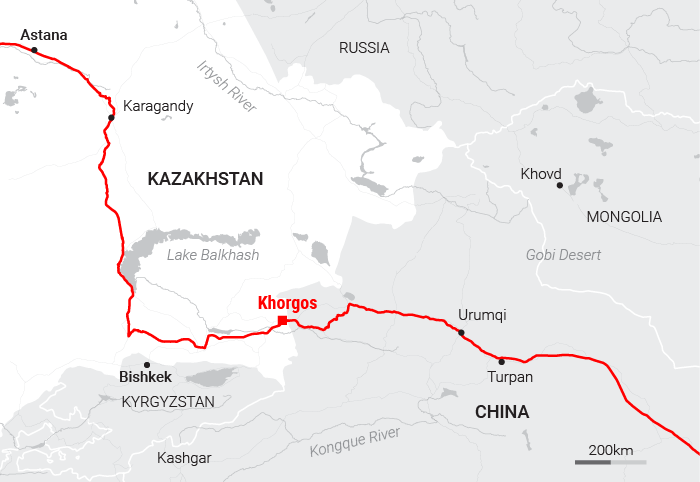 Astana
RUSSIA
Irtysh River
Karagandy
KAZAKHSTAN
Khovd
MONGOLIA
Lake Balkhash
Gobi Desert
Khorgos
Urumqi
Turpan
Bishkek
KYRGYZSTAN
CHINA
Kongque River
Kashgar
200km